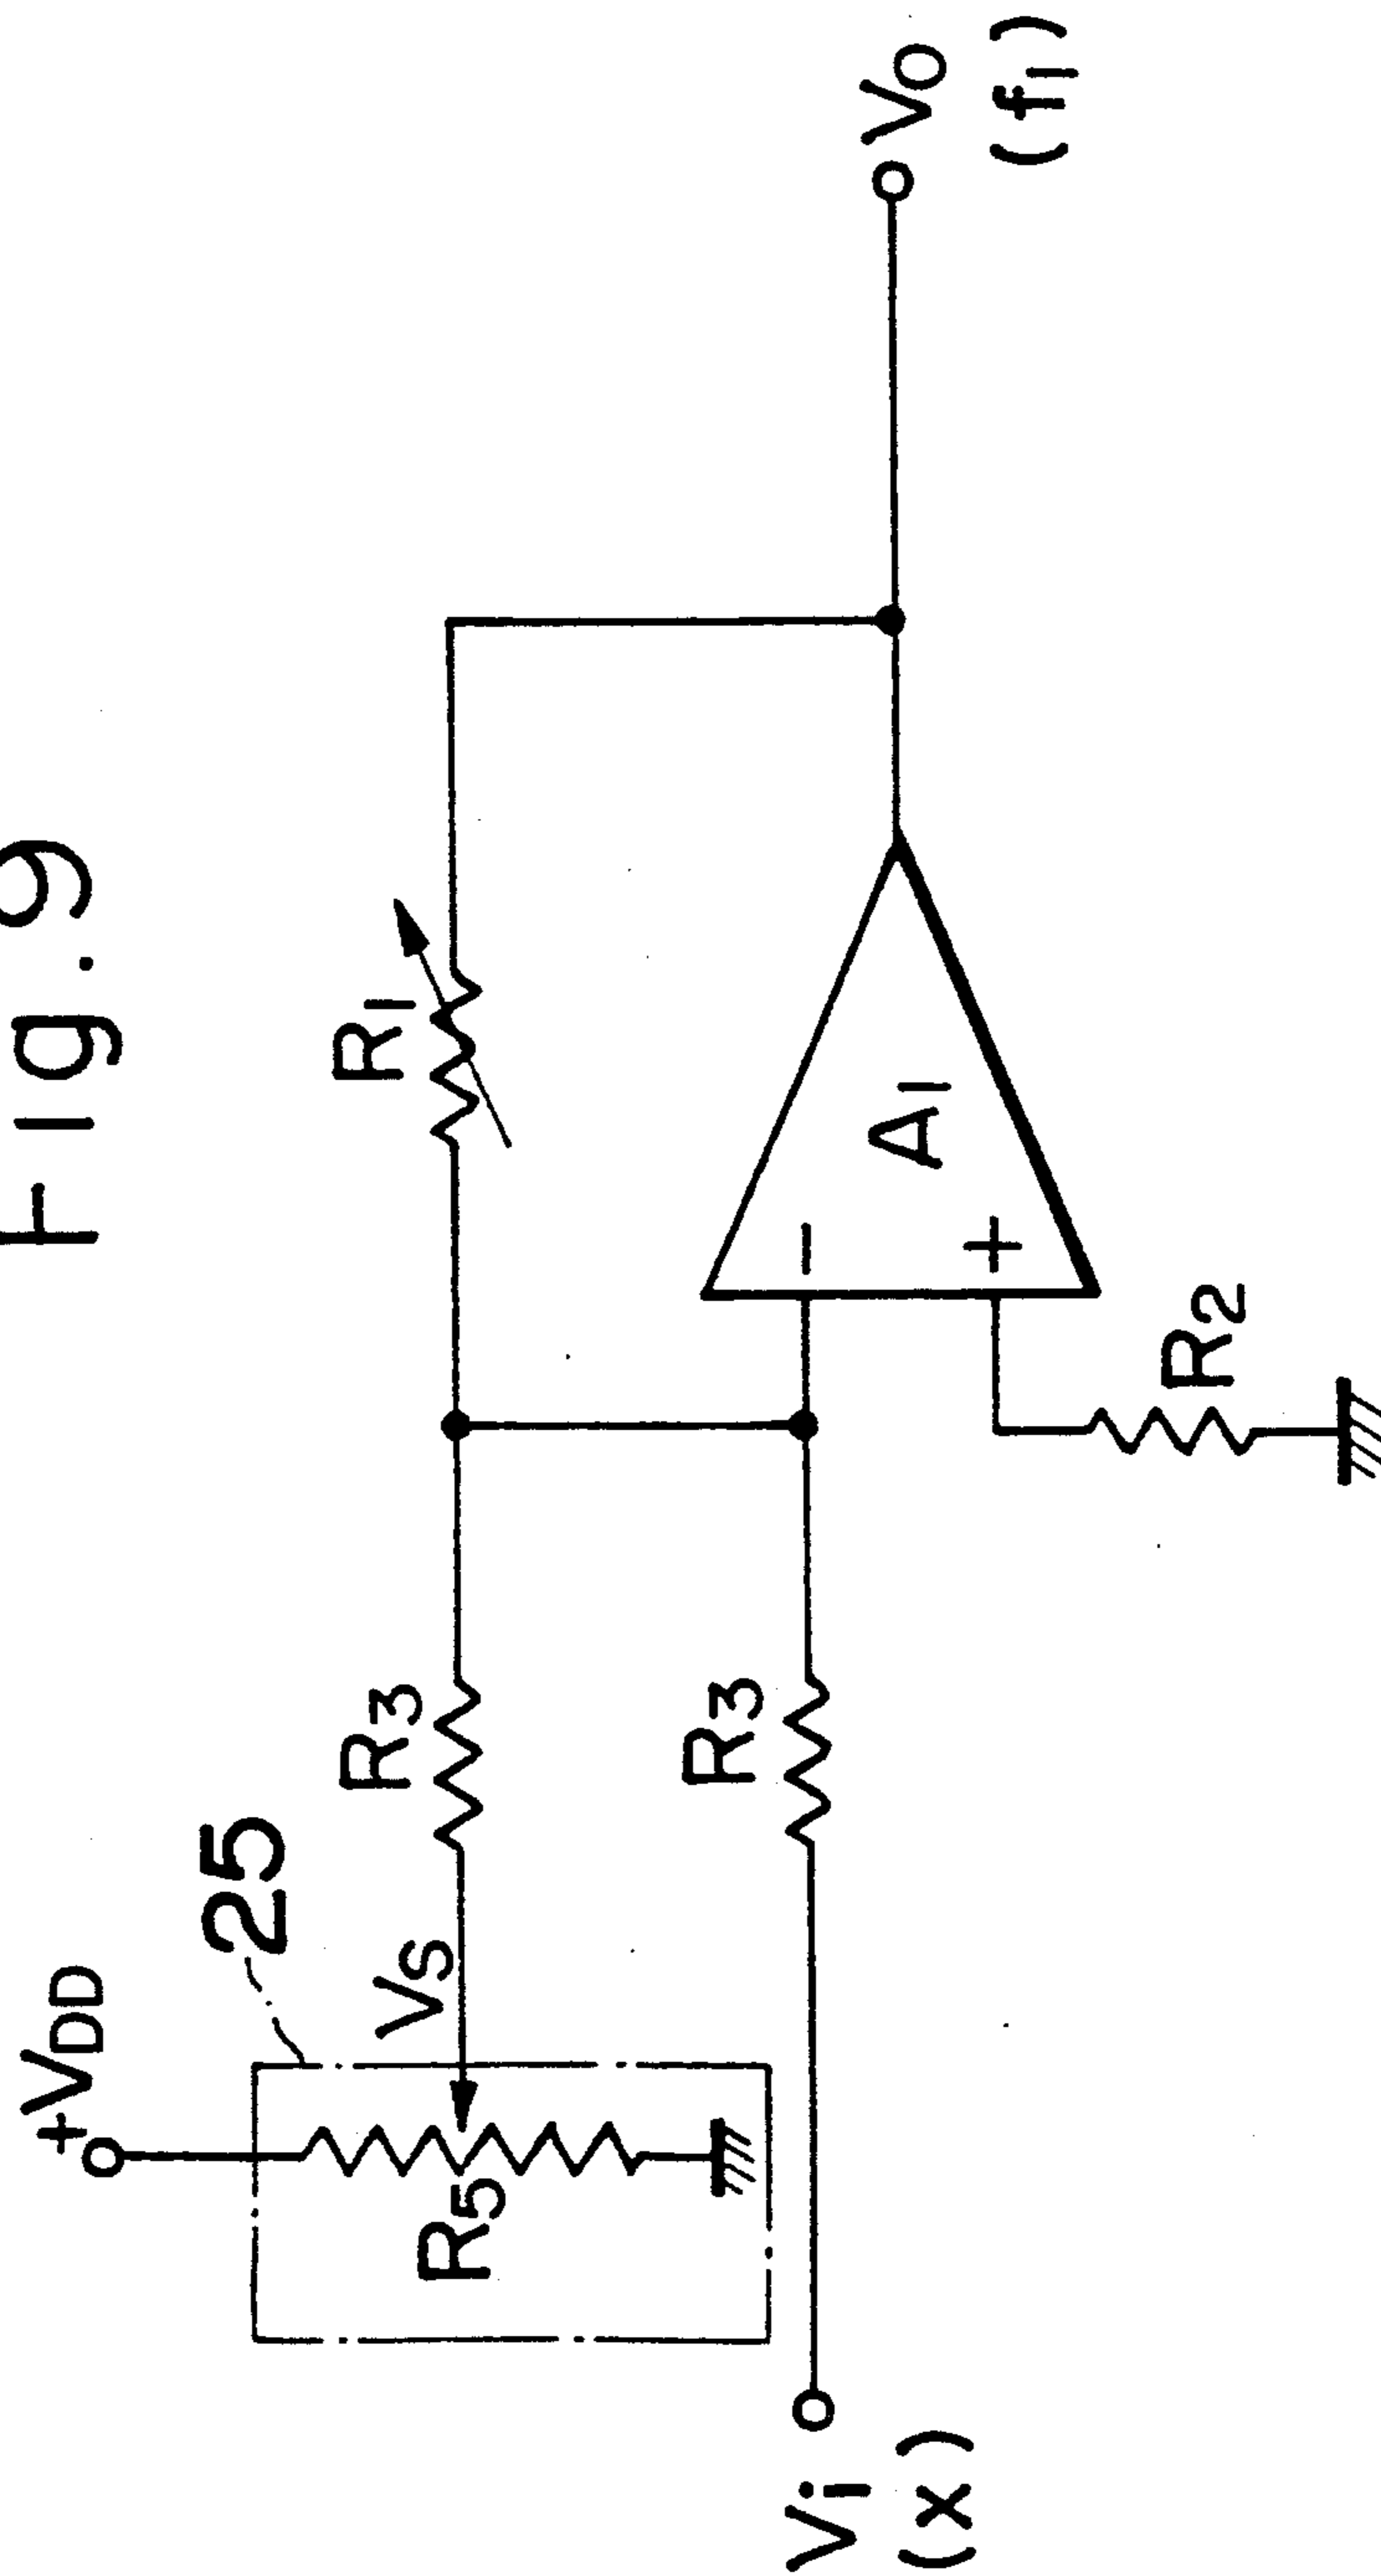 Fig.9
+VDD
25
R1
R3
VS
R5
R3
A1
−
+
R2
Vi
(x)
VO
(f1)